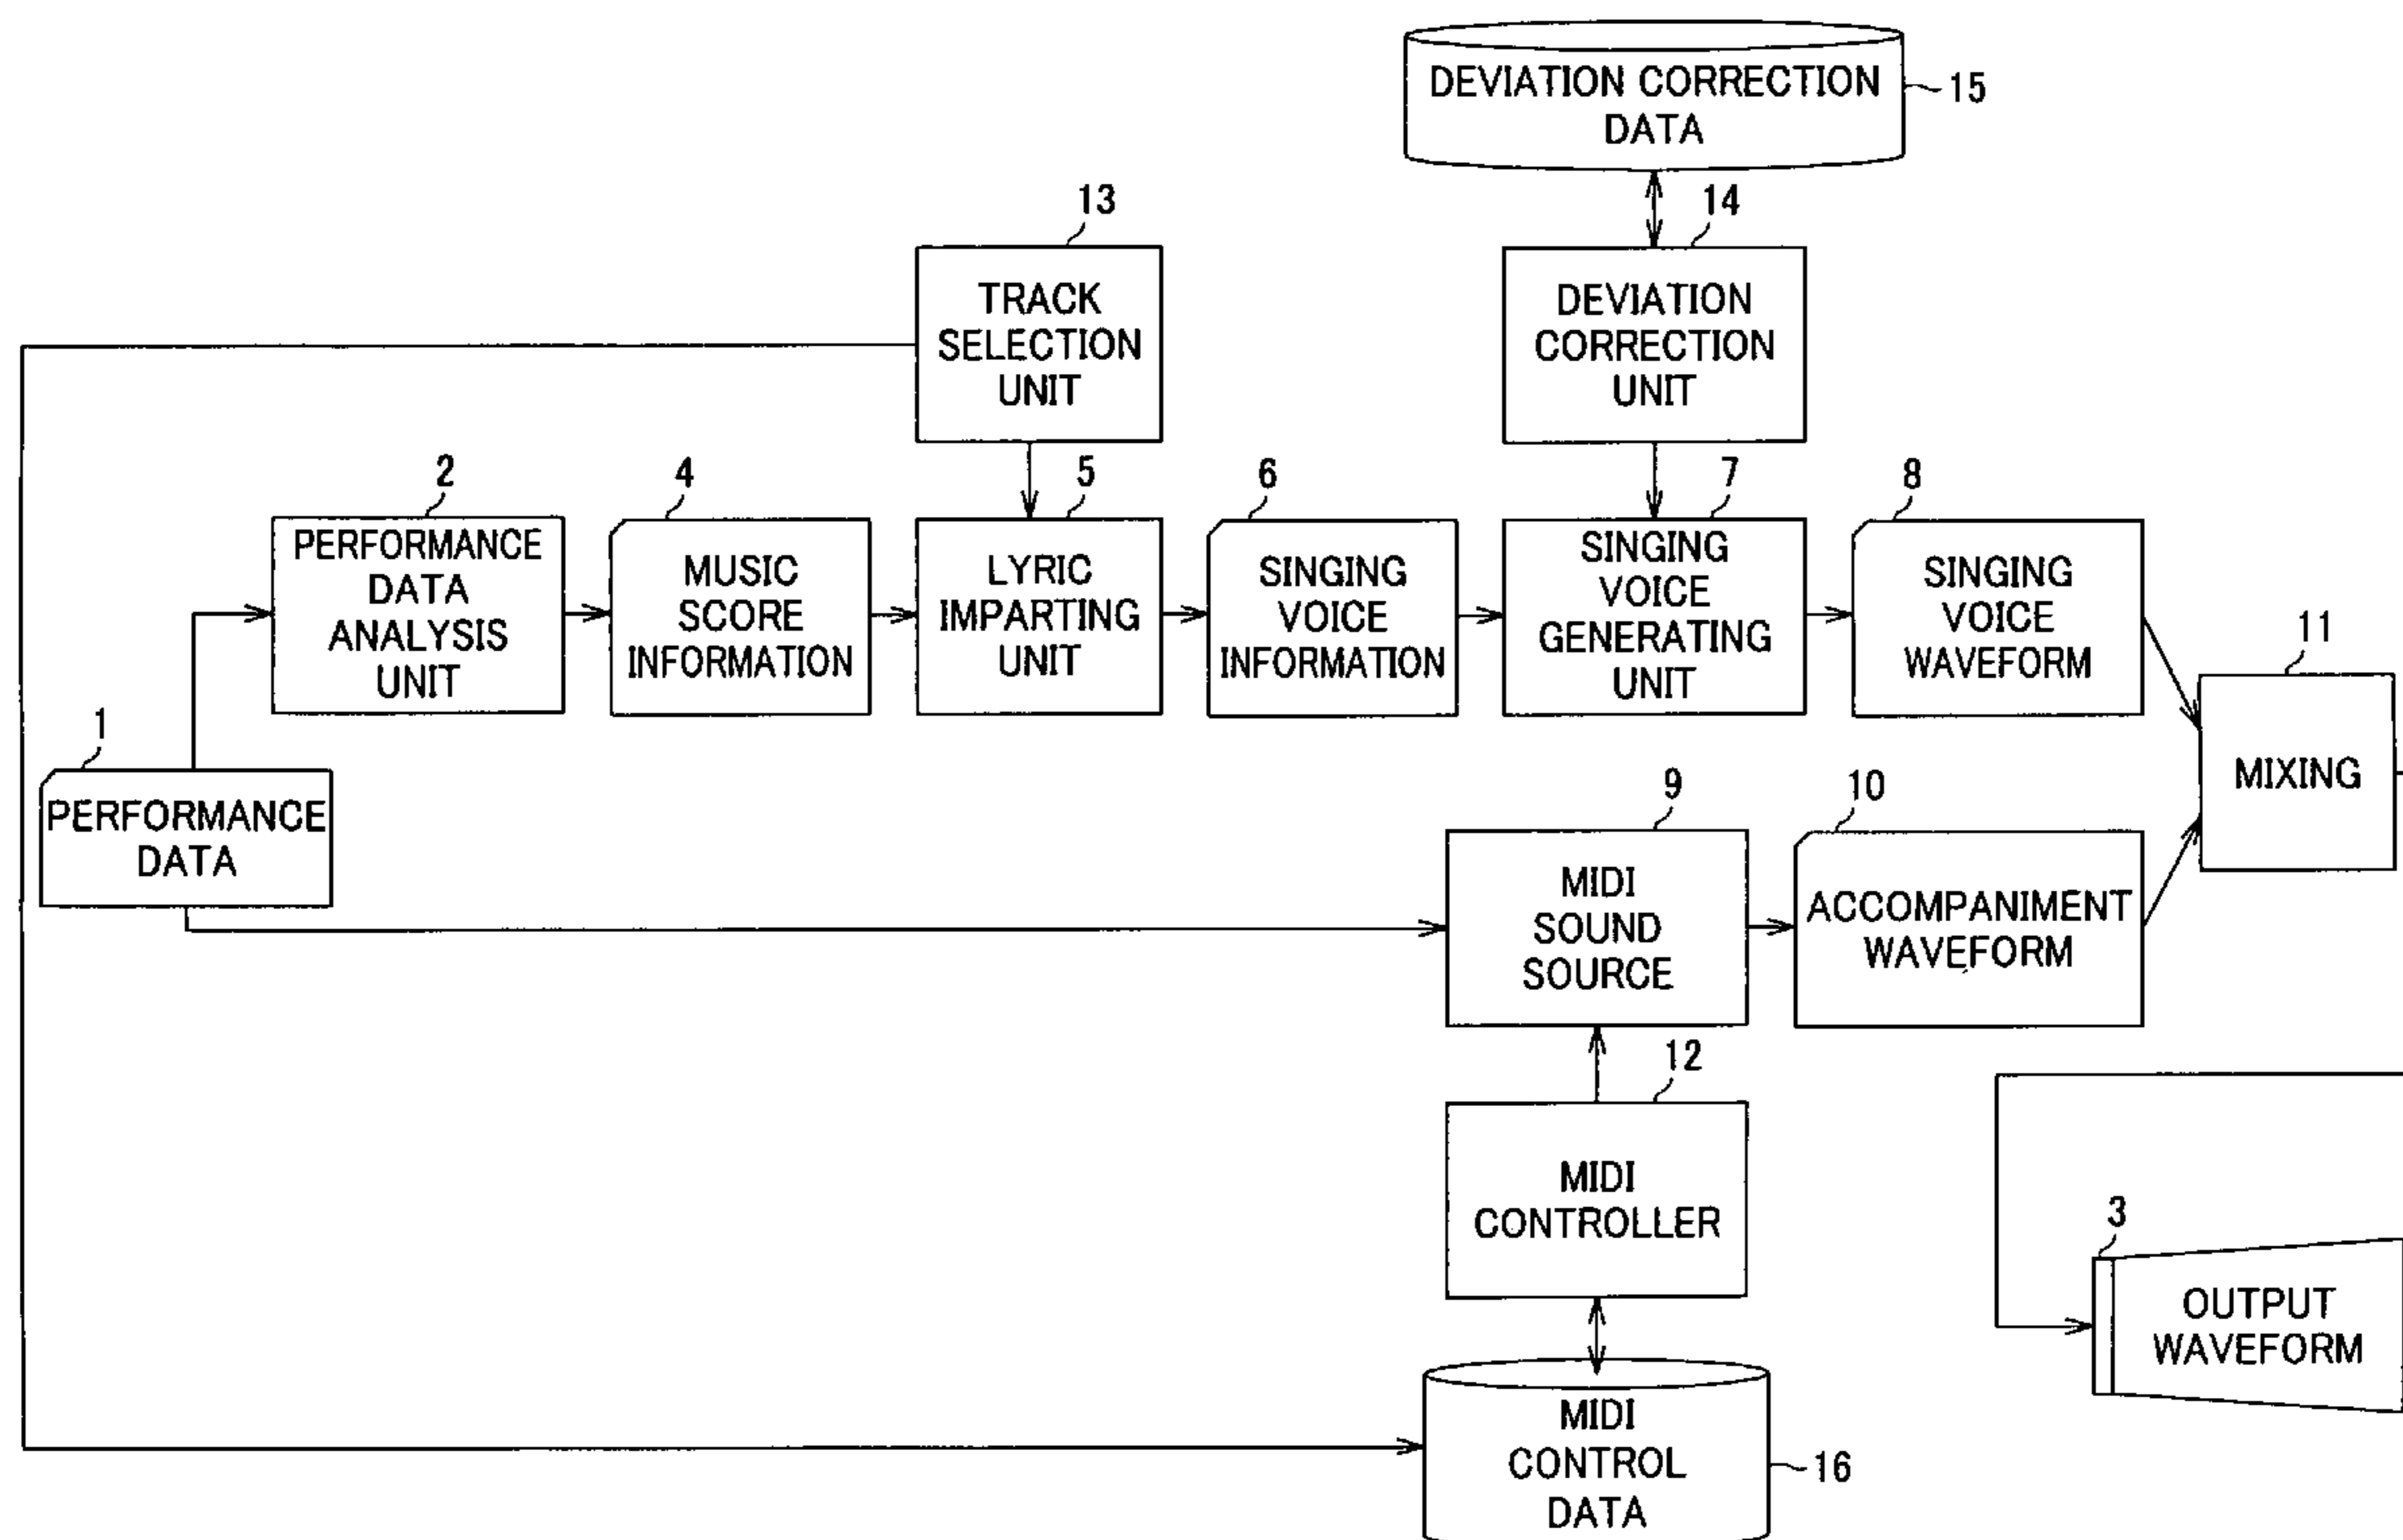 DEVIATION CORRECTION
DATA
15
13
14
TRACK
SELECTION
UNIT
DEVIATION
CORRECTION
UNIT
2
4
5
6
7
8
PERFORMANCE
DATA
ANALYSIS
UNIT
MUSIC
SCORE
INFORMATION
LYRIC
IMPARTING
UNIT
SINGING
VOICE
INFORMATION
SINGING
VOICE
GENERATING
UNIT
SINGING
VOICE
WAVEFORM
11
MIXING
1
PERFORMANCE
DATA
9
10
MIDI
SOUND
SOURCE
ACCOMPANIMENT
WAVEFORM
12
MIDI
CONTROLLER
3
OUTPUT
WAVEFORM
MIDI
CONTROL
DATA
16